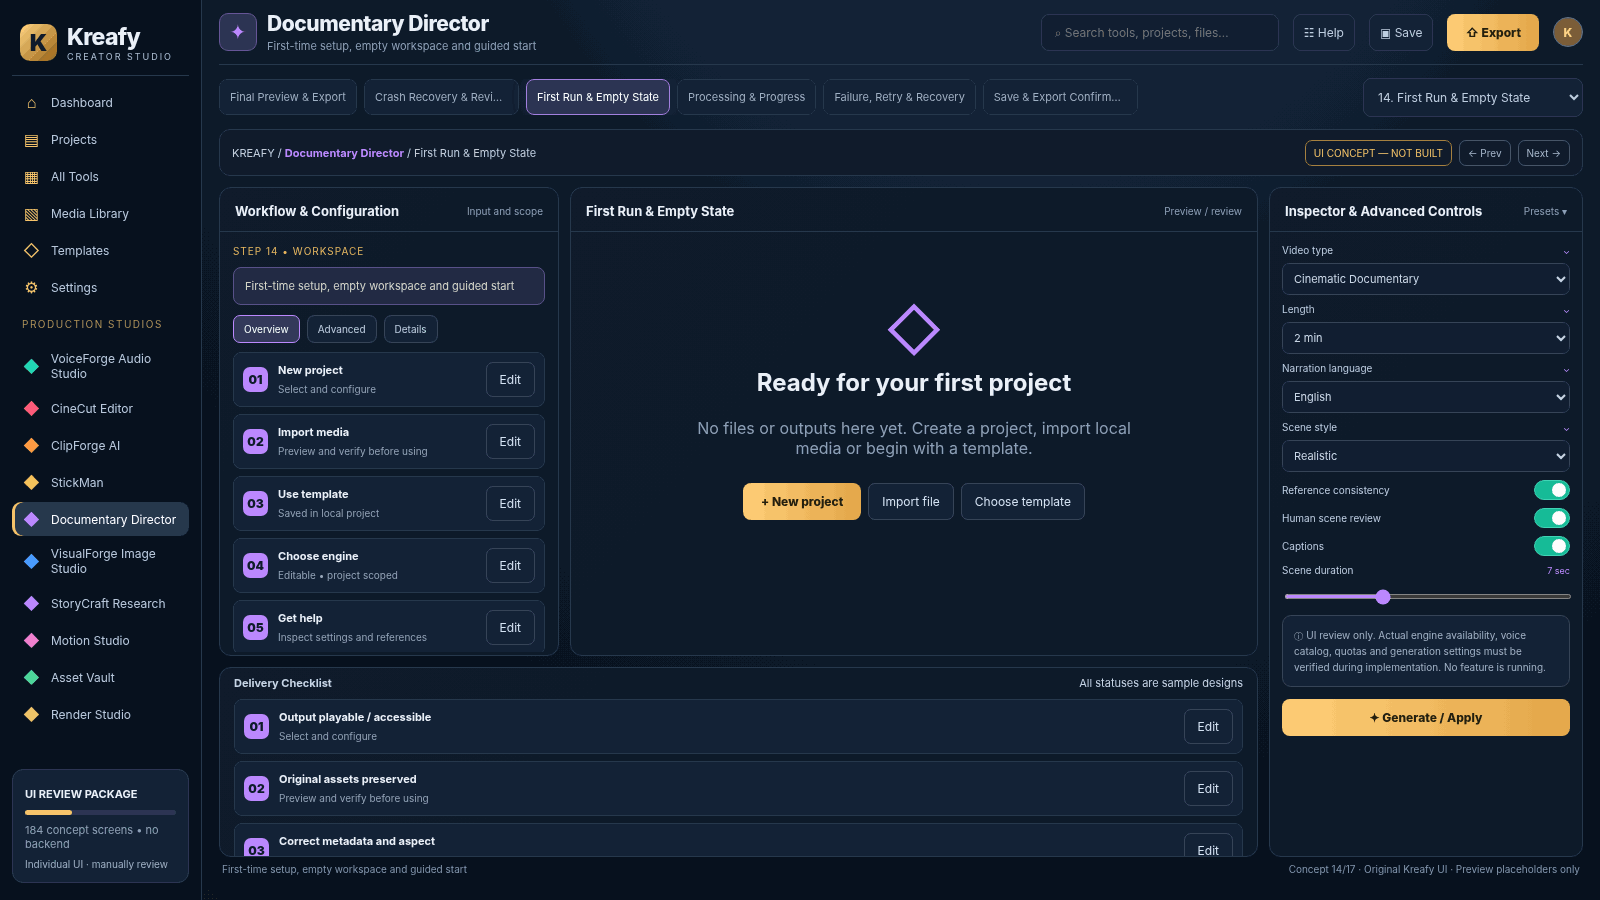 K
Kreafy
CREATOR STUDIO
Dashboard
Projects
All Tools
Media Library
Templates
Settings
PRODUCTION STUDIOS
VoiceForge Audio
Studio
CineCut Editor
ClipForge AI
StickMan
Documentary Director
VisualForge Image
Studio
StoryCraft Research
Motion Studio
Asset Vault
Render Studio
UI REVIEW PACKAGE
184 concept screens • no
backend
Individual UI · manually review
Documentary Director
First-time setup, empty workspace and guided start
Search tools, projects, files...
Help
Save
Export
K
Final Preview & Export
Crash Recovery & Revi...
First Run & Empty State
Processing & Progress
Failure, Retry & Recovery
Save & Export Confirm...
14. First Run & Empty State
KREAFY / Documentary Director / First Run & Empty State
UI CONCEPT — NOT BUILT
← Prev
Next →
Workflow & Configuration
Input and scope
STEP 14 • WORKSPACE
First-time setup, empty workspace and guided start
Overview
Advanced
Details
01
New project
Select and configure
Edit
02
Import media
Preview and verify before using
Edit
03
Use template
Saved in local project
Edit
04
Choose engine
Editable • project scoped
Edit
05
Get help
Inspect settings and references
Edit
First Run & Empty State
Preview / review
Ready for your first project
No files or outputs here yet. Create a project, import local
media or begin with a template.
+ New project
Import file
Choose template
Delivery Checklist
All statuses are sample designs
01
Output playable / accessible
Select and configure
Edit
02
Original assets preserved
Preview and verify before using
Edit
03
Correct metadata and aspect
Edit
Inspector & Advanced Controls
Presets ▾
Video type
Cinematic Documentary
Length
2 min
Narration language
English
Scene style
Realistic
Reference consistency
Human scene review
Captions
Scene duration
7 sec
ⓘ UI review only. Actual engine availability, voice
catalog, quotas and generation settings must be
verified during implementation. No feature is running.
✦ Generate / Apply
First-time setup, empty workspace and guided start
Concept 14/17 · Original Kreafy UI · Preview placeholders only